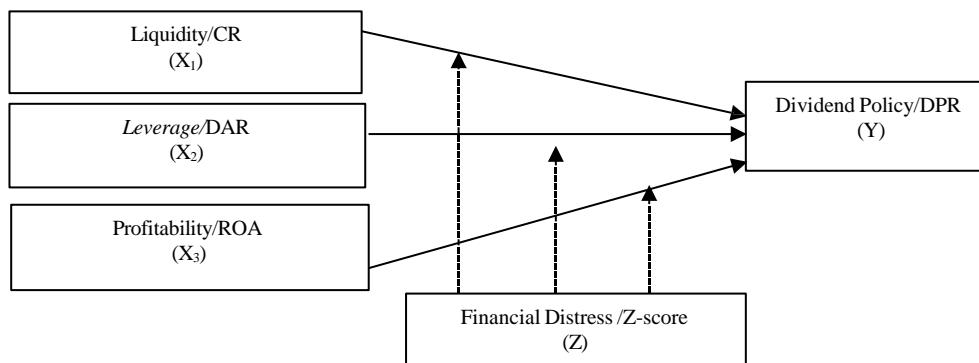 Liquidity/CR
(X₁)
Leverage/DAR
(X₂)
Profitability/ROA
(X₃)
Dividend Policy/DPR
(Y)
Financial Distress /Z-score
(Z)